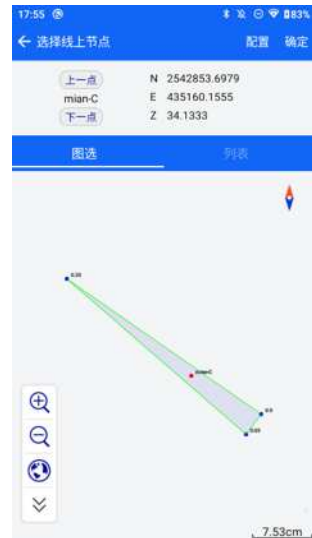 17:55
83%
← 选择线上节点 配置 确定
上一点 N 2542853.6979
mian-C E 435160.1555
下一点 Z 34.1333
图选 列表
mian-C
7.53cm